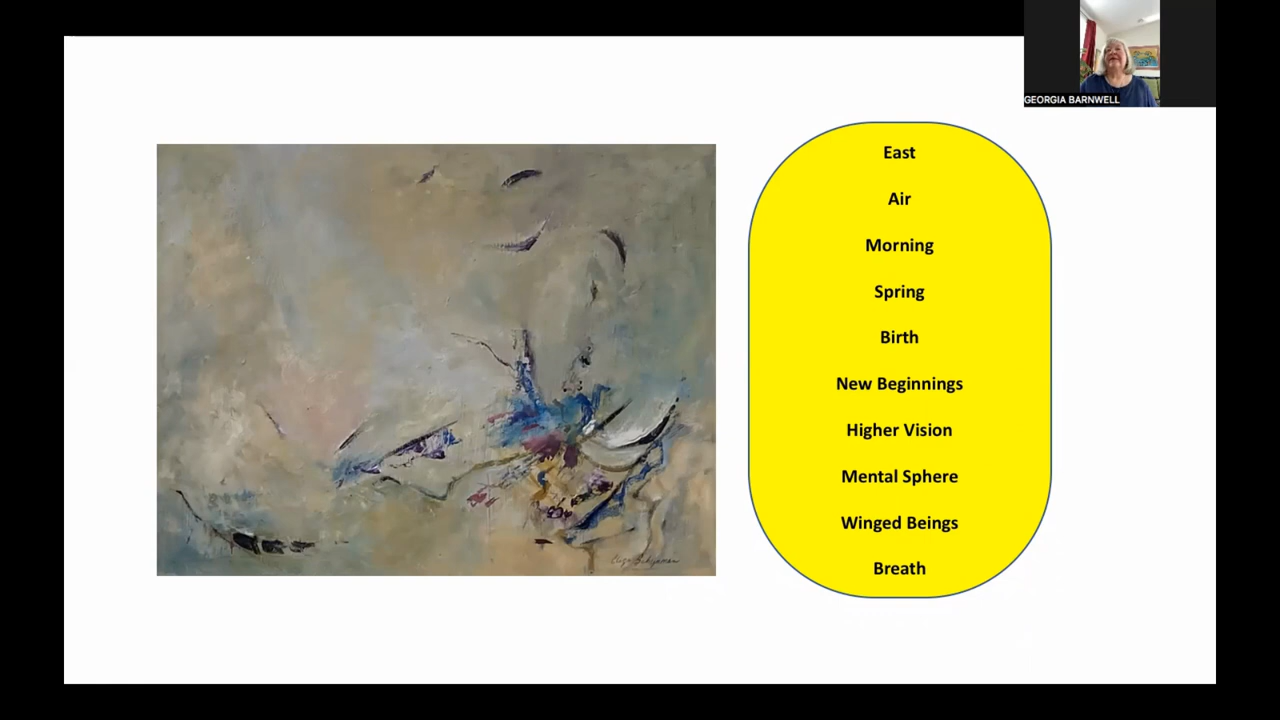 GEORGIA BARNWELL
East
Air
Morning
Spring
Birth
New Beginnings
Higher Vision
Mental Sphere
Winged Beings
Breath